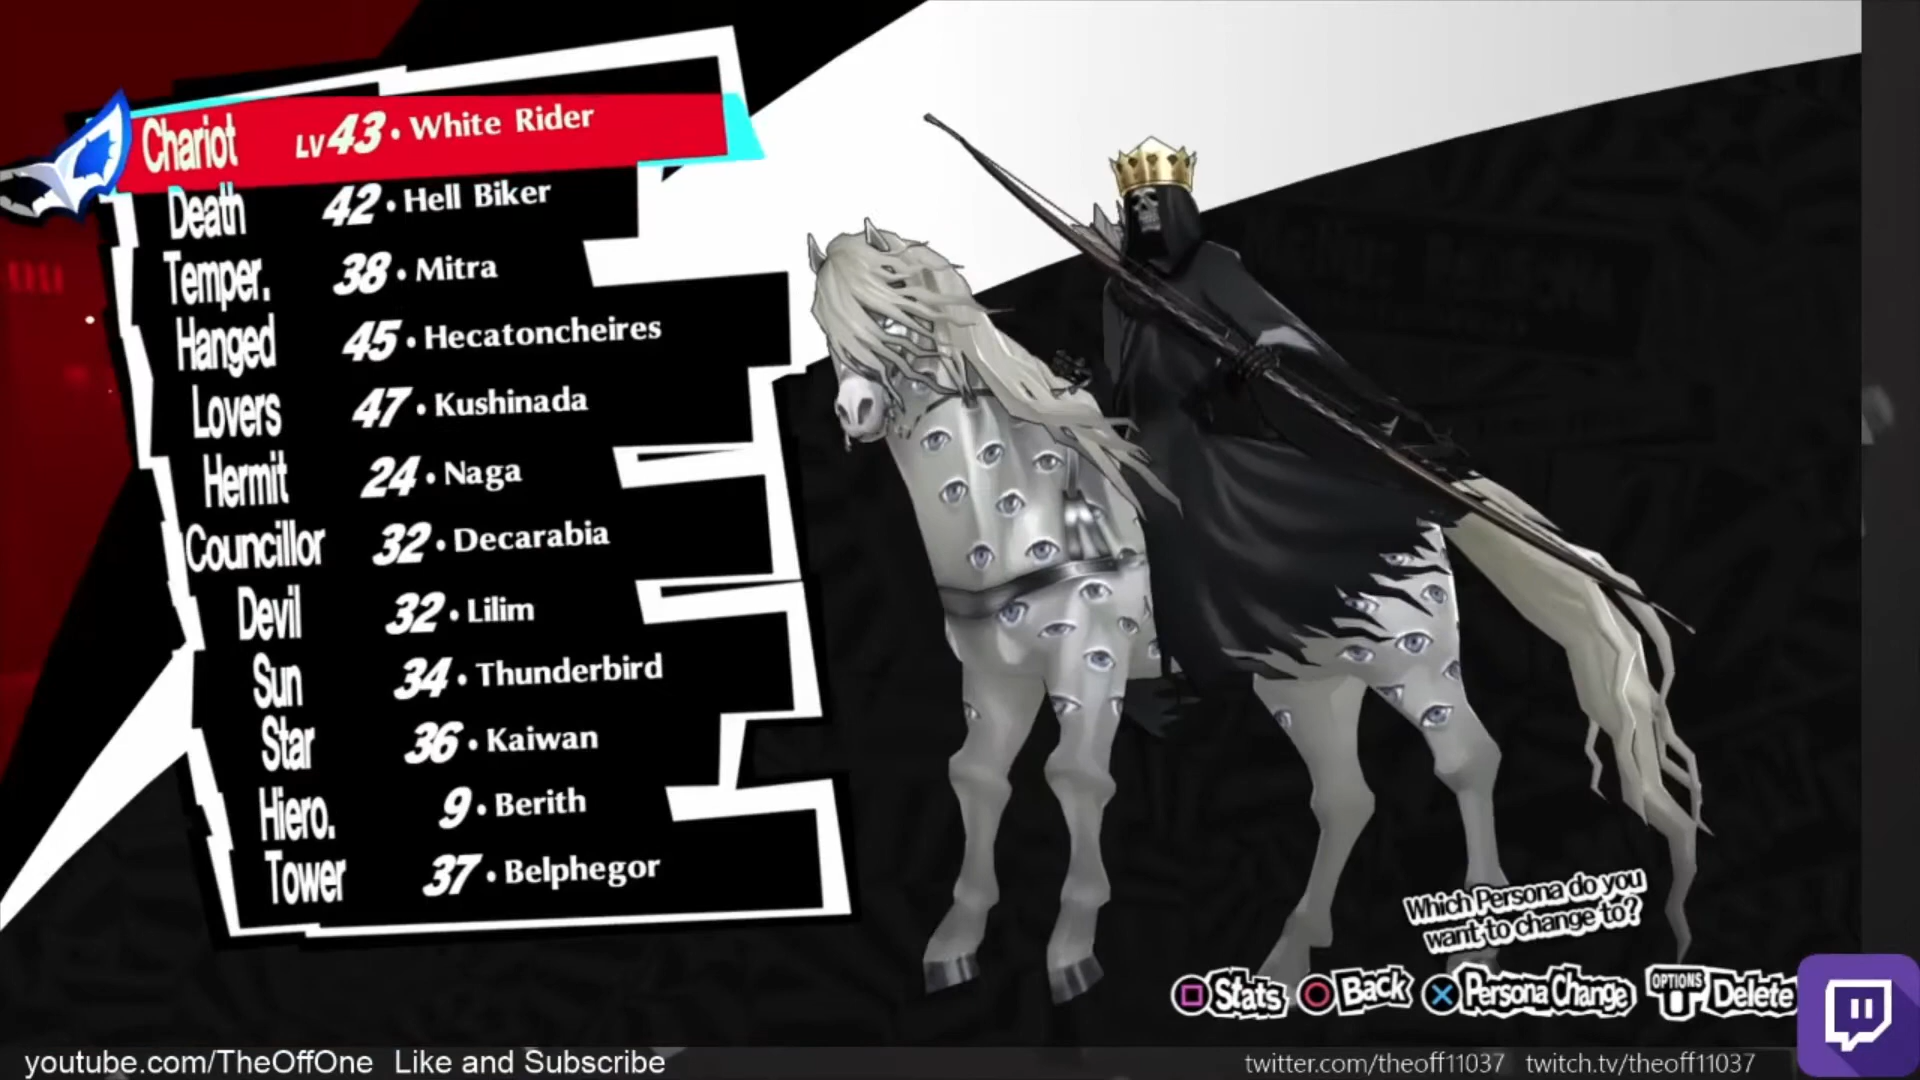 Chariot LV 43 • White Rider
Death 42 • Hell Biker
Temper. 38 • Mitra
Hanged 45 • Hecatoncheires
Lovers 47 • Kushinada
Hermit 24 • Naga
Councillor 32 • Decarabia
Devil 32 • Lilim
Sun 34 • Thunderbird
Star 36 • Kaiwan
Hiero. 9 • Berith
Tower 37 • Belphegor
Which Persona do you
want to change to?
Stats Back Persona Change OPTIONS Delete
youtube.com/TheOffOne Like and Subscribe twitter.com/theoff11037 twitch.tv/theoff11037